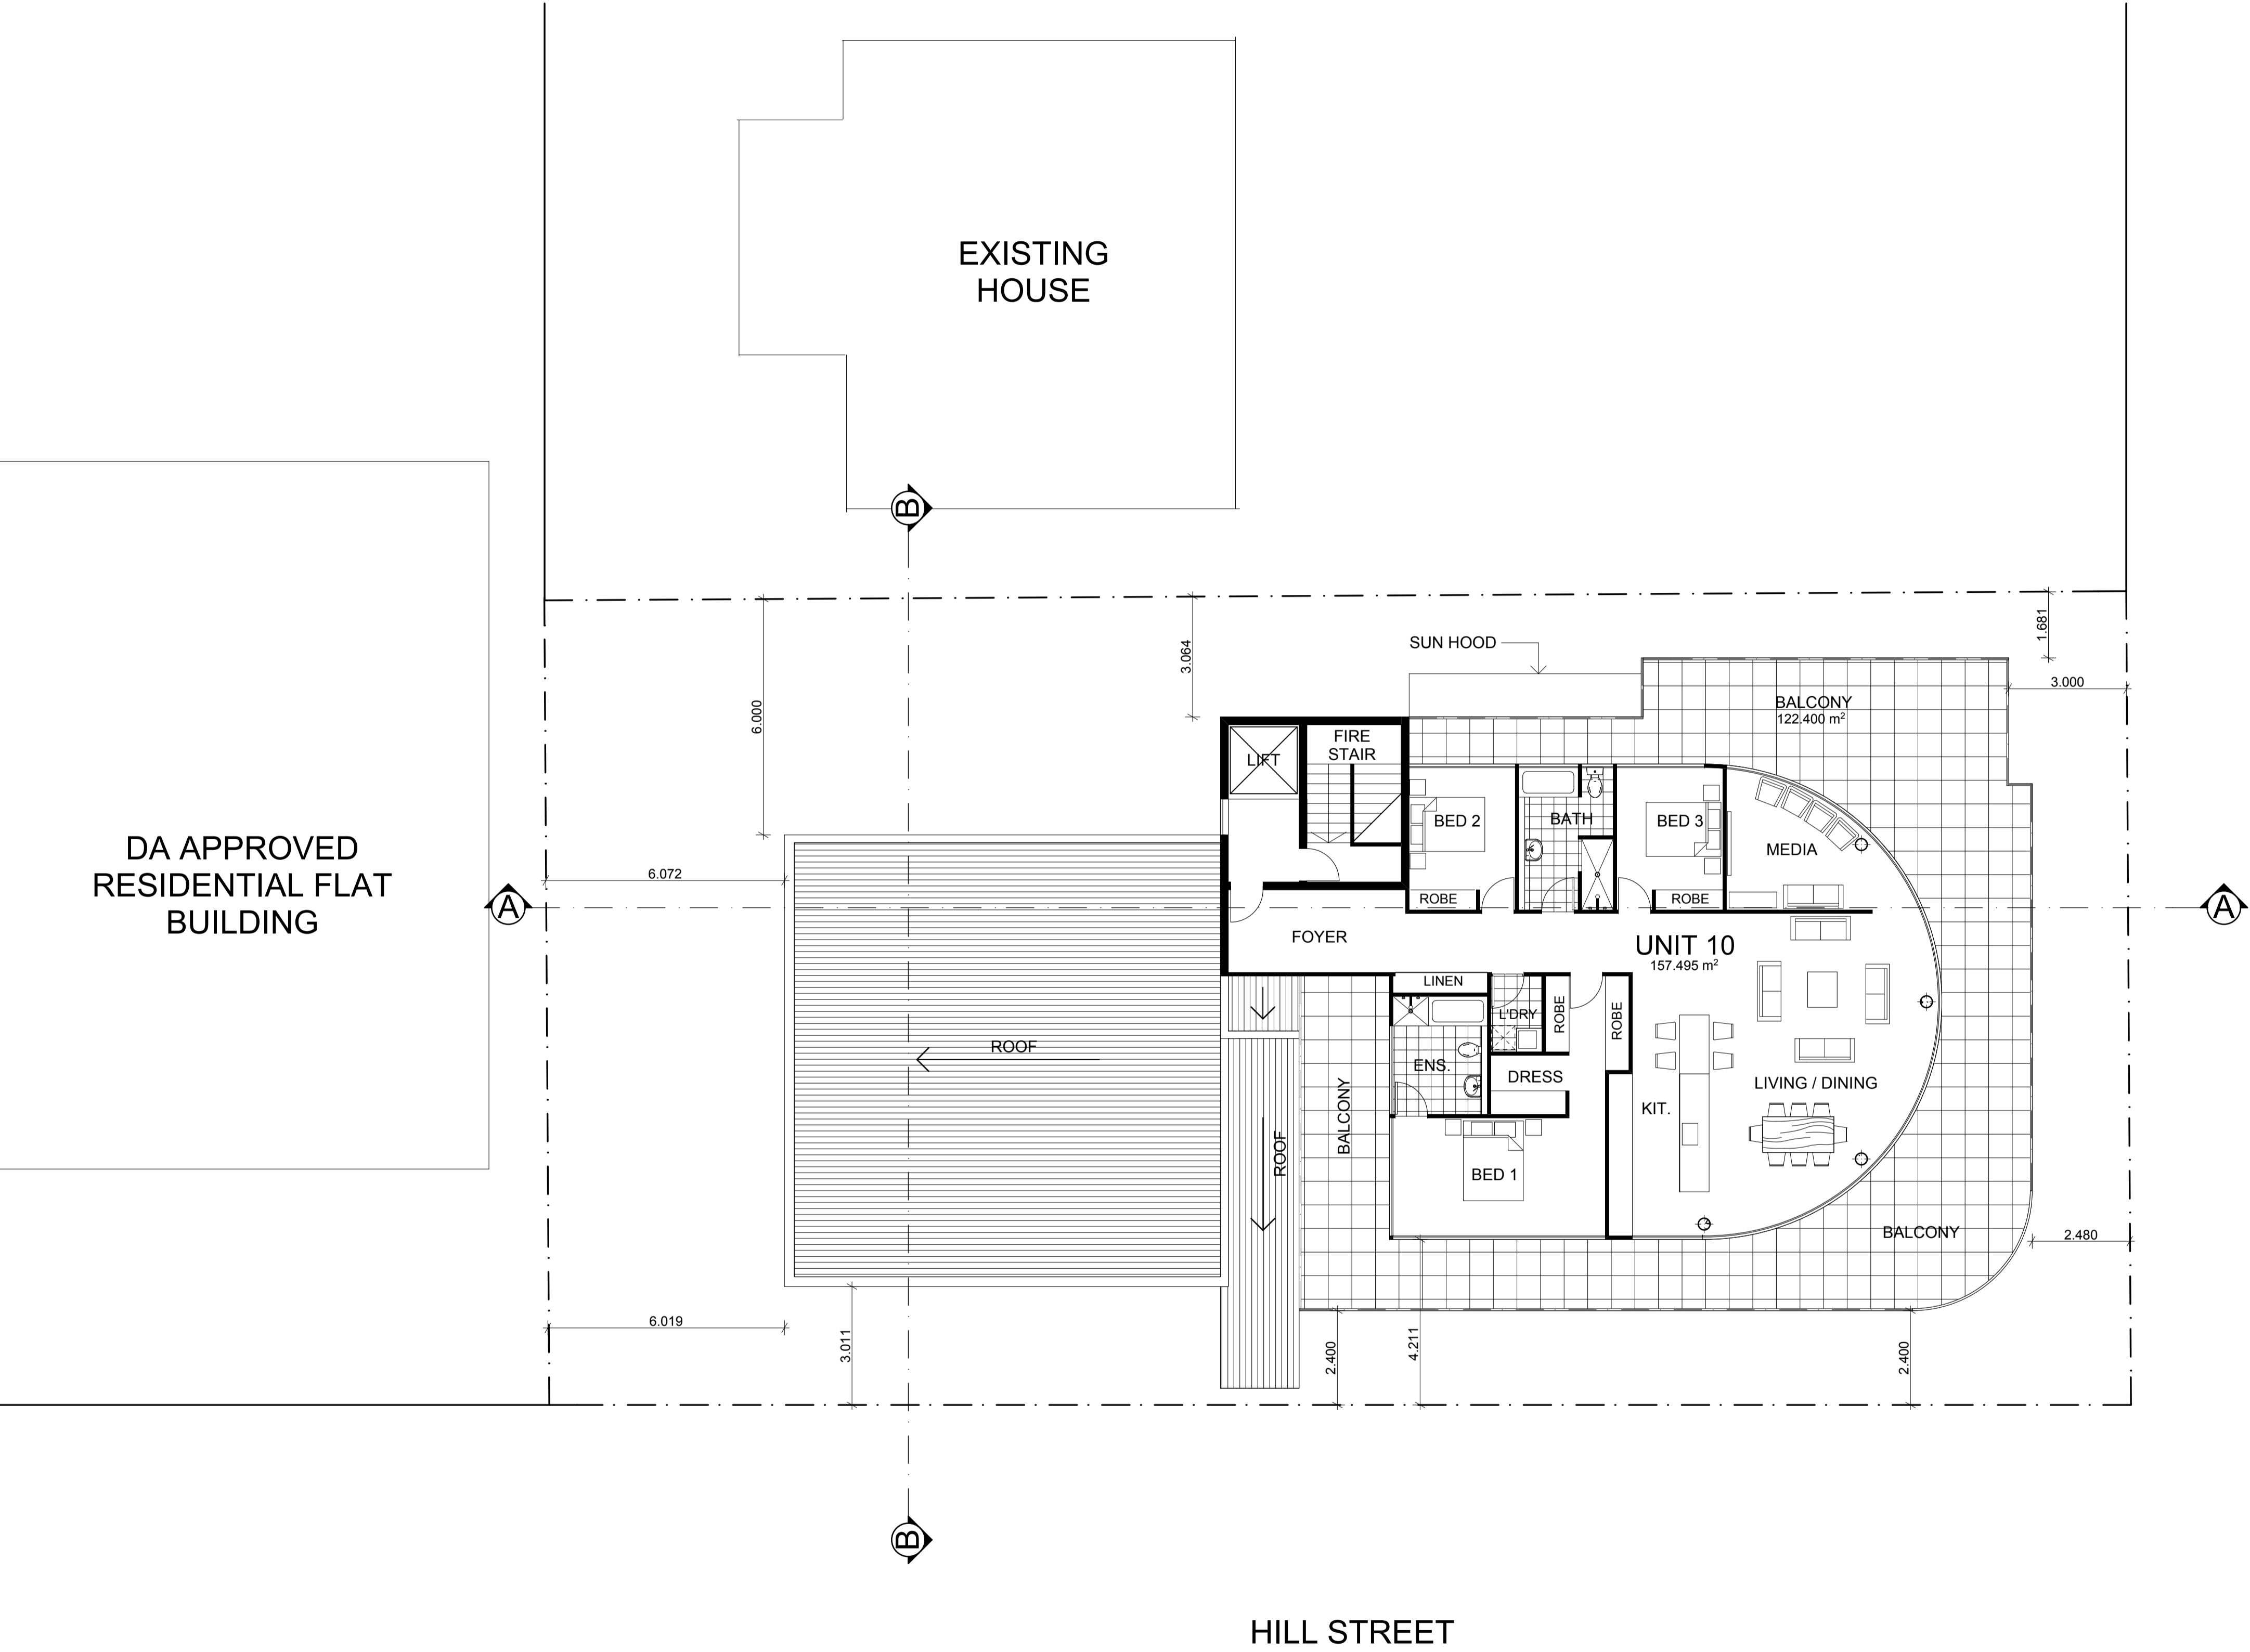 EXISTING
HOUSE
B
SUN HOOD
1.681
3.064
3.000
6.000
BALCONY
122.400 m²
FIRE
STAIR
LIFT
BED 2
BATH
BED 3
MEDIA
DA APPROVED
RESIDENTIAL FLAT
BUILDING
6.072
A
ROBE
ROBE
A
FOYER
UNIT 10
157.495 m²
LINEN
L'DRY
ROBE
ROBE
ROOF
ENS.
DRESS
LIVING / DINING
KIT.
BALCONY
ROOF
BED 1
BALCONY
2.480
6.019
3.011
2.400
4.211
2.400
B
HILL STREET